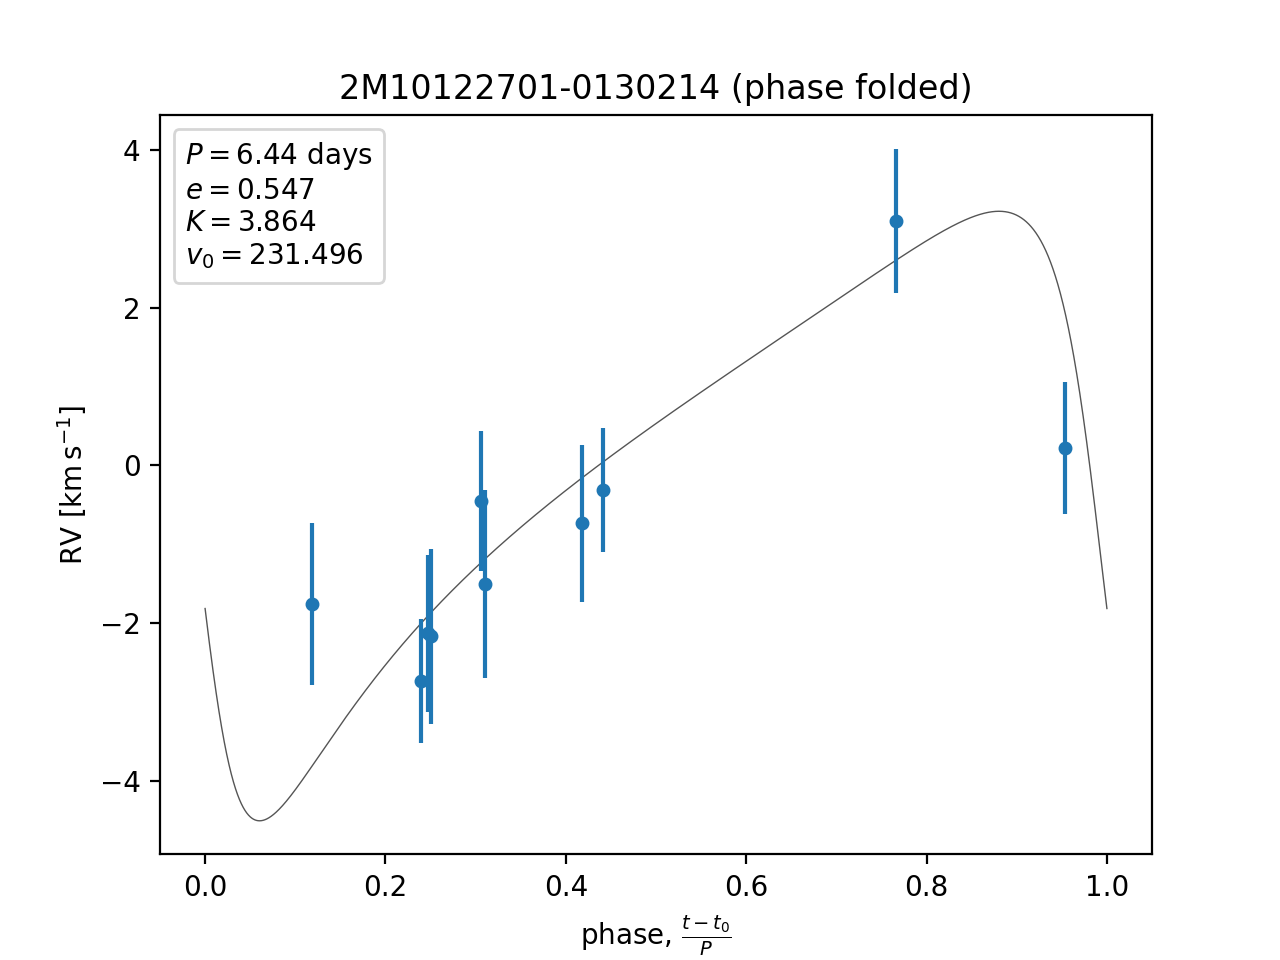 2M10122701-0130214 (phase folded)
P = 6.44 days
e = 0.547
K = 3.864
v₀ = 231.496
RV [km s⁻¹]
4
2
0
−2
−4
0.0 0.2 0.4 0.6 0.8 1.0
phase, (t − t₀)/P